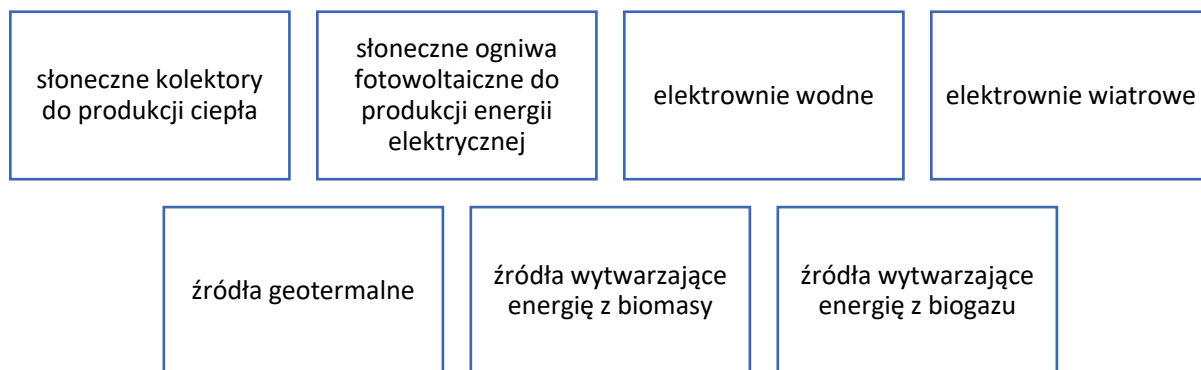 słoneczne kolektory
do produkcji ciepła
słoneczne ogniwa
fotowoltaiczne do
produkcji energii
elektrycznej
elektrownie wodne
elektrownie wiatrowe
źródła geotermalne
źródła wytwarzające
energię z biomasy
źródła wytwarzające
energię z biogazu